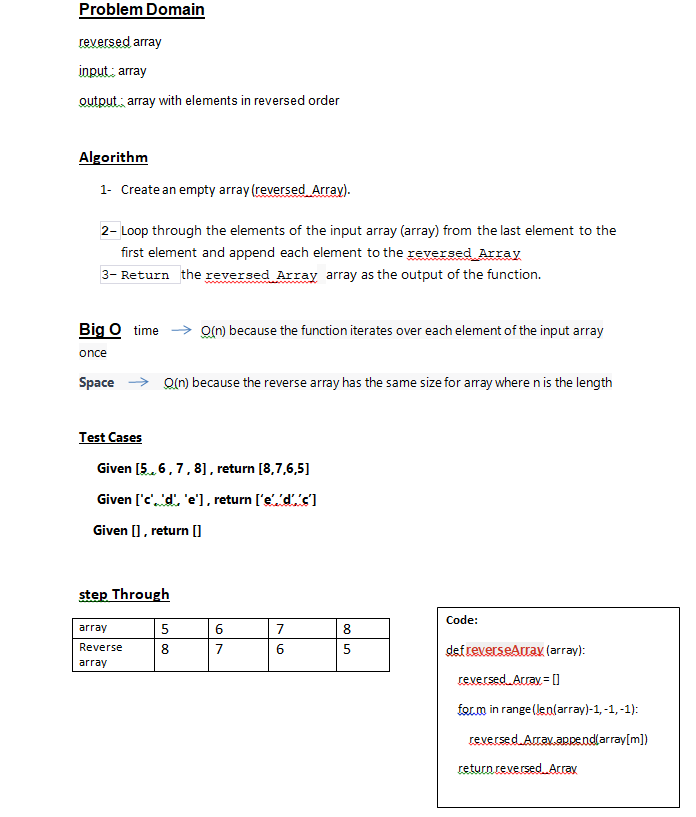 Problem Domain
reversed array
input : array
output : array with elements in reversed order
Algorithm
1- Create an empty array (reversed_Array).
2- Loop through the elements of the input array (array) from the last element to the
first element and append each element to the reversed_Array
3- Return the reversed_Array array as the output of the function.
Big O time → O(n) because the function iterates over each element of the input array
once
Space → O(n) because the reverse array has the same size for array where n is the length
Test Cases
Given [5 , 6 , 7 , 8] , return [8,7,6,5]
Given ['c', 'd', 'e'] , return ['e','d','c']
Given [] , return []
step Through
array 5 6 7 8
Reverse
array 8 7 6 5
Code:
def reverseArray (array):
reversed_Array = []
for m in range(len(array)-1, -1, -1):
reversed_Array.append(array[m])
return reversed_Array